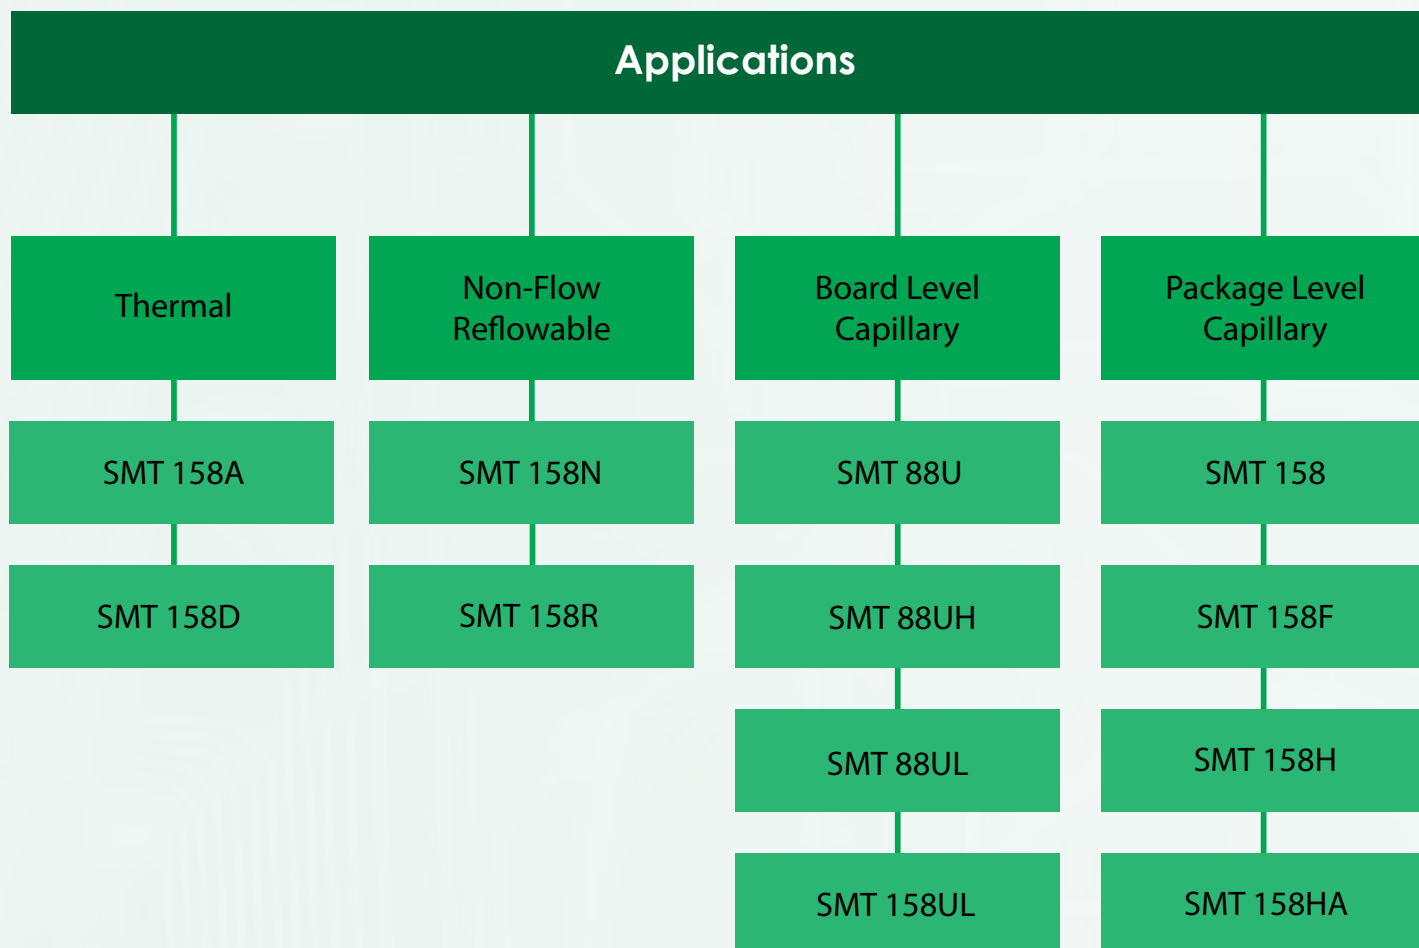 Applications
Thermal
Non-Flow
Reflowable
Board Level
Capillary
Package Level
Capillary
SMT 158A
SMT 158N
SMT 88U
SMT 158
SMT 158D
SMT 158R
SMT 88UH
SMT 158F
SMT 88UL
SMT 158H
SMT 158UL
SMT 158HA